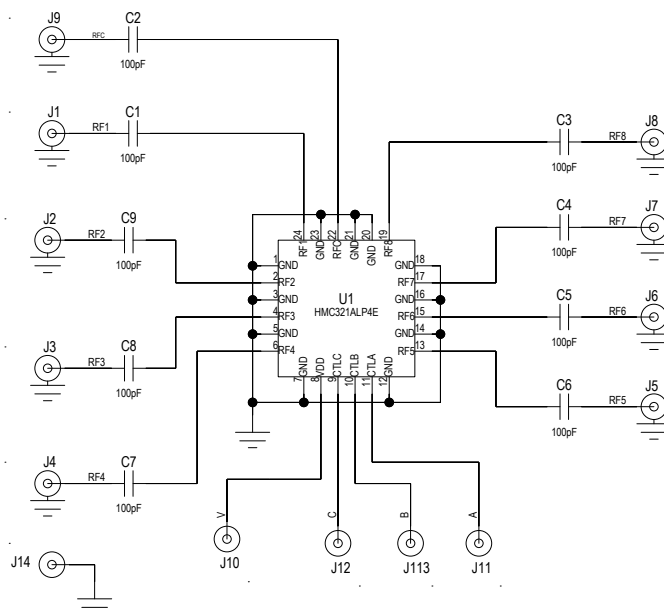 J9
C2
RFC
100pF
J1
C1
RF1
100pF
C3
J8
RF8
100pF
J2
C9
RF2
100pF
C4
J7
RF7
100pF
24
RF1
23
GND
22
RFC
21
GND
20
GND
19
RF8
1
GND
2
RF2
3
GND
4
RF3
5
GND
6
RF4
U1
HMC321ALP4E
GND
18
RF7
17
GND
16
RF6
15
GND
14
RF5
13
7
GND
8
VDD
9
CTLC
10
CTLB
11
CTLA
12
GND
J3
C8
RF3
100pF
C5
J6
RF6
100pF
C6
J5
RF5
100pF
J4
C7
RF4
100pF
V
C
B
A
J10
J12
J113
J11
J14